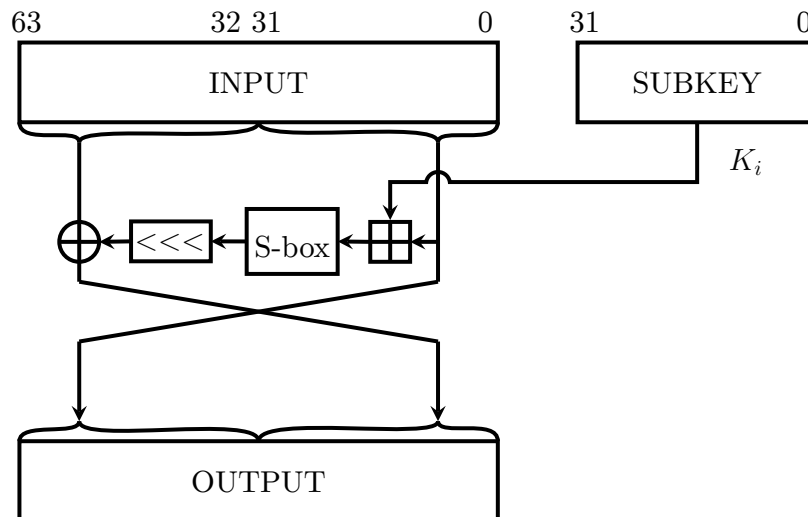 63 32 31 0 31 0
INPUT SUBKEY
K_i
<<< S-box
OUTPUT